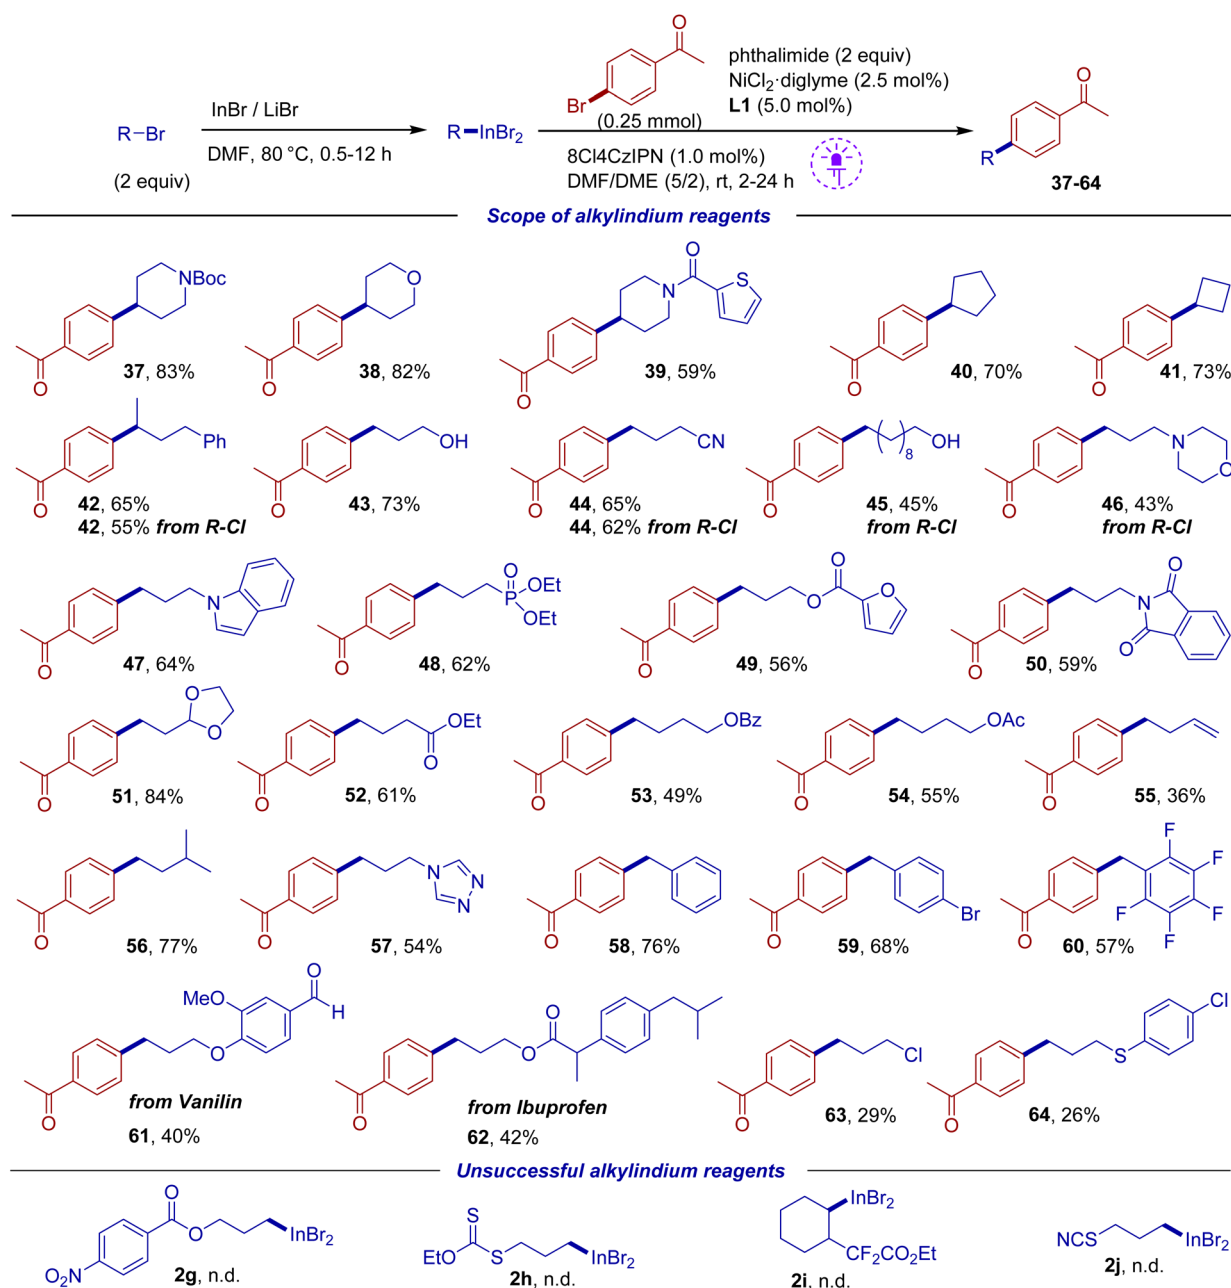 phthalimide (2 equiv)
NiCl2·diglyme (2.5 mol%)
L1 (5.0 mol%)
O
Br
(0.25 mmol)
InBr / LiBr
R–Br
DMF, 80 °C, 0.5-12 h
(2 equiv)
R–InBr2
8Cl4CzIPN (1.0 mol%)
DMF/DME (5/2), rt, 2-24 h
O
R
37-64
Scope of alkylindium reagents
NBoc
O
37, 83%
O
O
38, 82%
O
N
S
O
39, 59%
O
40, 70%
O
41, 73%
Ph
O
42, 65%
42, 55% from R-Cl
OH
O
43, 73%
CN
O
44, 65%
44, 62% from R-Cl
8
OH
O
45, 45%
from R-Cl
N
O
O
46, 43%
from R-Cl
N
O
47, 64%
O
P
OEt
OEt
O
48, 62%
O
O
O
O
49, 56%
O
N
O
O
50, 59%
O
O
O
51, 84%
OEt
O
O
52, 61%
OBz
O
53, 49%
OAc
O
54, 55%
O
55, 36%
O
56, 77%
N
N
N
O
57, 54%
O
58, 76%
Br
O
59, 68%
F
F
F
F
F
O
60, 57%
O
H
MeO
O
O
from Vanilin
61, 40%
O
O
O
from Ibuprofen
62, 42%
Cl
O
63, 29%
Cl
S
O
64, 26%
Unsuccessful alkylindium reagents
O
O
InBr2
O2N
2g, n.d.
S
EtO
S
InBr2
2h, n.d.
InBr2
CF2CO2Et
2i, n.d.
NCS
InBr2
2j, n.d.